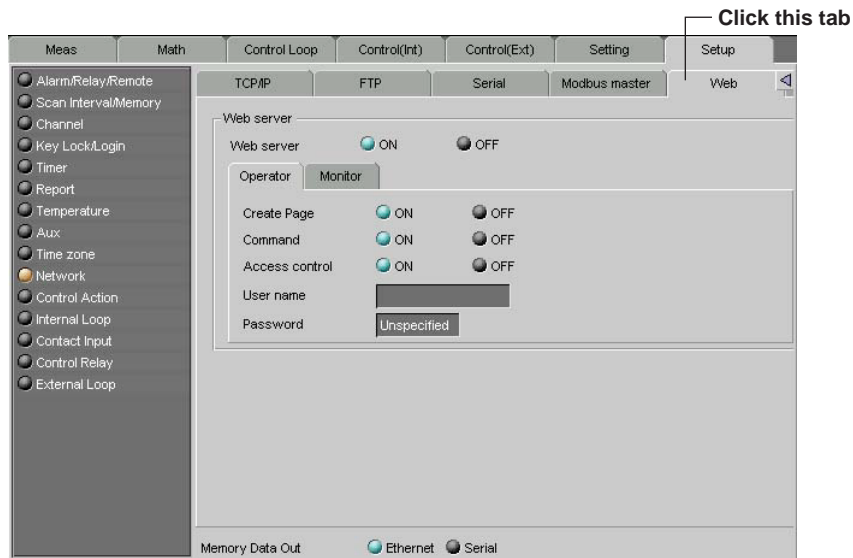 Click this tab
Meas Math Control Loop Control(Int) Control(Ext) Setting Setup
Alarm/Relay/Remote
Scan Interval/Memory
Channel
Key Lock/Login
Timer
Report
Temperature
Aux
Time zone
Network
Control Action
Internal Loop
Contact Input
Control Relay
External Loop
TCP/IP FTP Serial Modbus master Web
Web server
Web server ON OFF
Operator Monitor
Create Page ON OFF
Command ON OFF
Access control ON OFF
User name
Password Unspecified
Memory Data Out Ethernet Serial